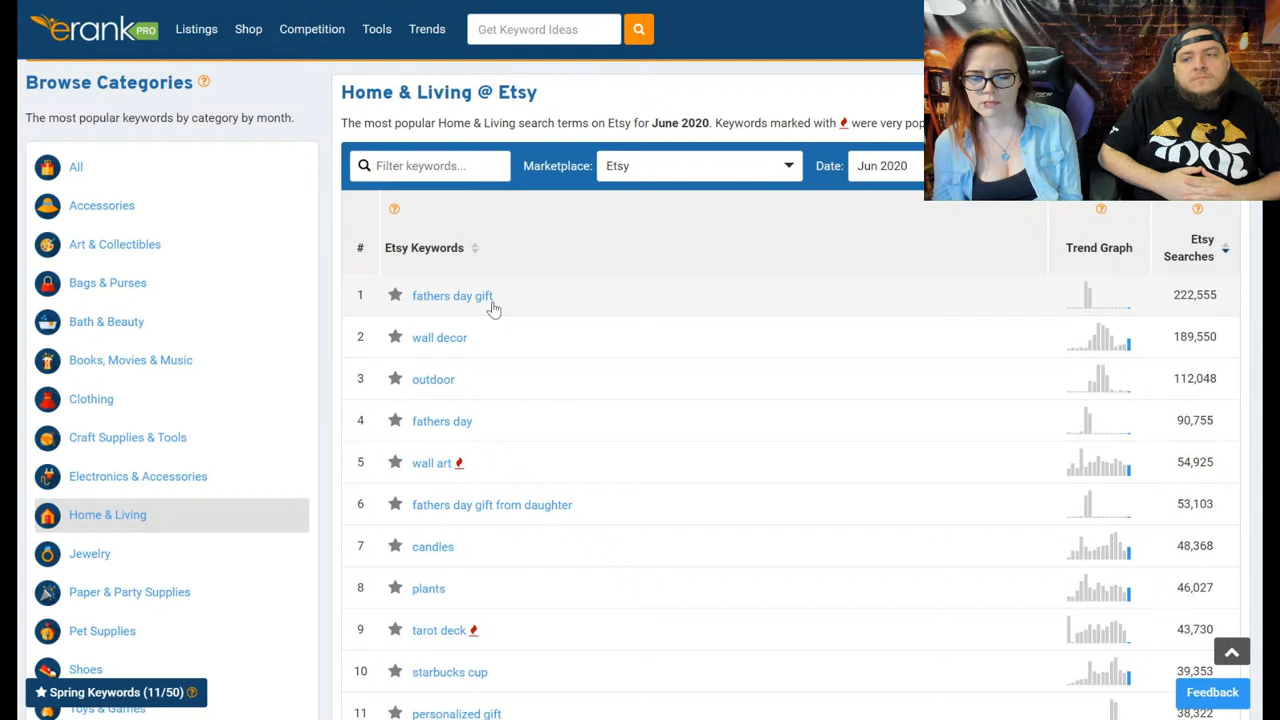 erank PRO
Listings
Shop
Competition
Tools
Trends
Get Keyword Ideas
Browse Categories ?
The most popular keywords by category by month.
All
Accessories
Art & Collectibles
Bags & Purses
Bath & Beauty
Books, Movies & Music
Clothing
Craft Supplies & Tools
Electronics & Accessories
Home & Living
Jewelry
Paper & Party Supplies
Pet Supplies
Shoes
Toys & Games
Spring Keywords (11/50) ?
Home & Living @ Etsy
The most popular Home & Living search terms on Etsy for June 2020. Keywords marked with were very pop
Filter keywords...
Marketplace:
Etsy
Date:
Jun 2020
? ? ?
# Etsy Keywords Trend Graph Etsy Searches
1 fathers day gift 222,555
2 wall decor 189,550
3 outdoor 112,048
4 fathers day 90,755
5 wall art 54,925
6 fathers day gift from daughter 53,103
7 candles 48,368
8 plants 46,027
9 tarot deck 43,730
10 starbucks cup 39,353
11 personalized gift 38,322
Feedback